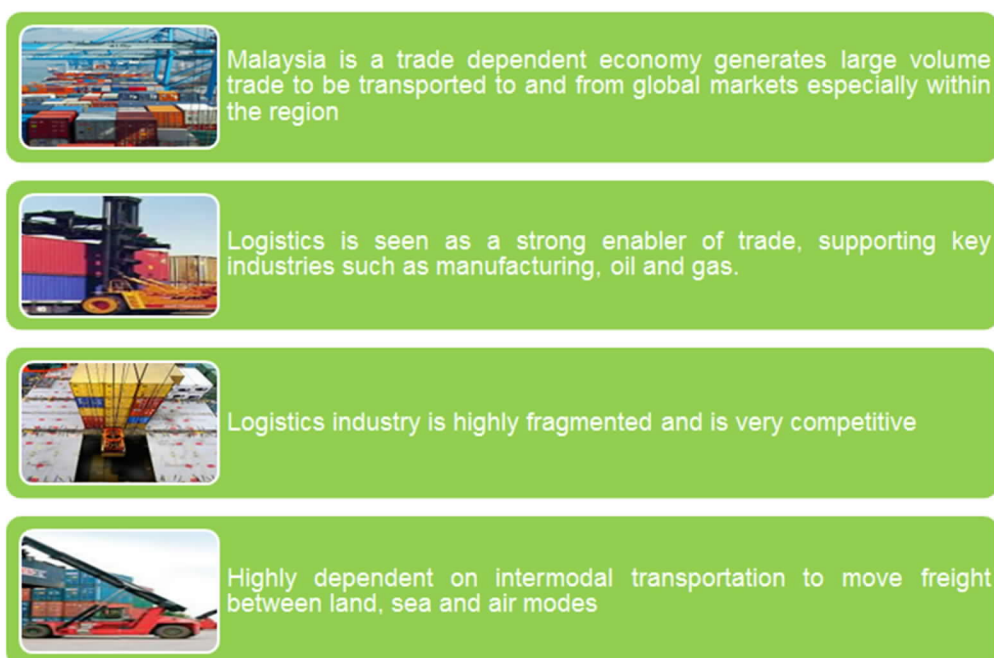 Malaysia is a trade dependent economy generates large volume
trade to be transported to and from global markets especially within
the region
Logistics is seen as a strong enabler of trade, supporting key
industries such as manufacturing, oil and gas.
Logistics industry is highly fragmented and is very competitive
Highly dependent on intermodal transportation to move freight
between land, sea and air modes